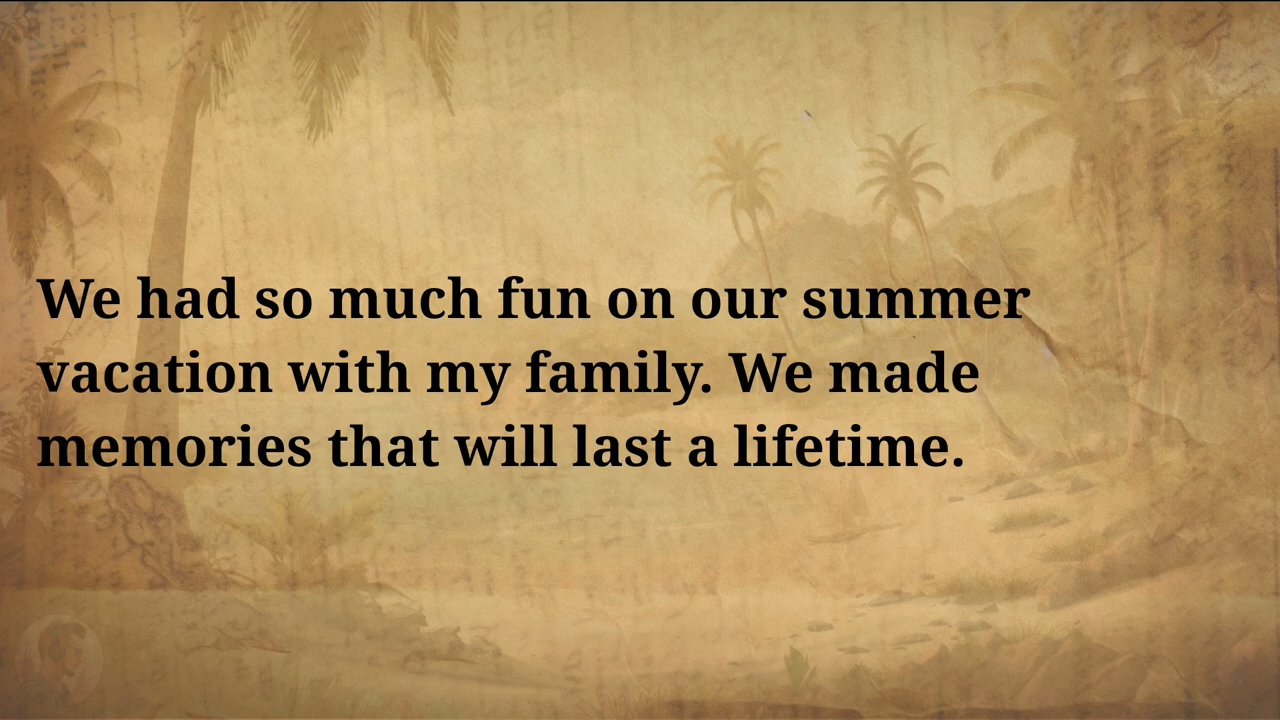 We had so much fun on our summer
vacation with my family. We made
memories that will last a lifetime.